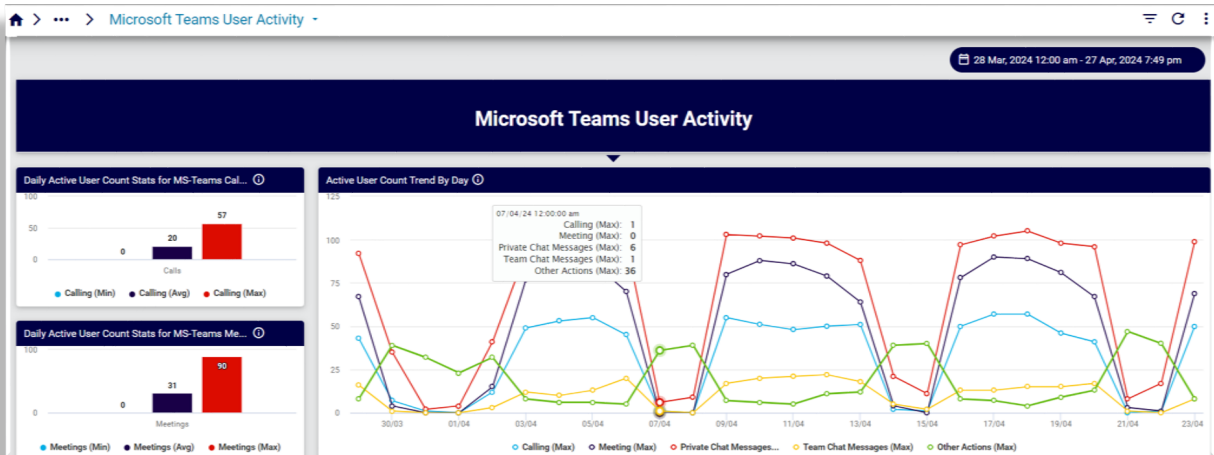 Microsoft Teams User Activity
28 Mar, 2024 12:00 am - 27 Apr, 2024 7:49 pm
Microsoft Teams User Activity
Daily Active User Count Stats for MS-Teams Cal...
100
50
0
0
20
57
Calls
Calling (Min) Calling (Avg) Calling (Max)
Daily Active User Count Stats for MS-Teams Me...
100
50
0
0
31
90
Meetings
Meetings (Min) Meetings (Avg) Meetings (Max)
Active User Count Trend By Day
125
100
75
50
25
0
07/04/24 12:00:00 am
Calling (Max): 1
Meeting (Max): 0
Private Chat Messages (Max): 6
Team Chat Messages (Max): 1
Other Actions (Max): 36
30/03 01/04 03/04 05/04 07/04 09/04 11/04 13/04 15/04 17/04 19/04 21/04 23/04
Calling (Max) Meeting (Max) Private Chat Messages... Team Chat Messages (Max) Other Actions (Max)